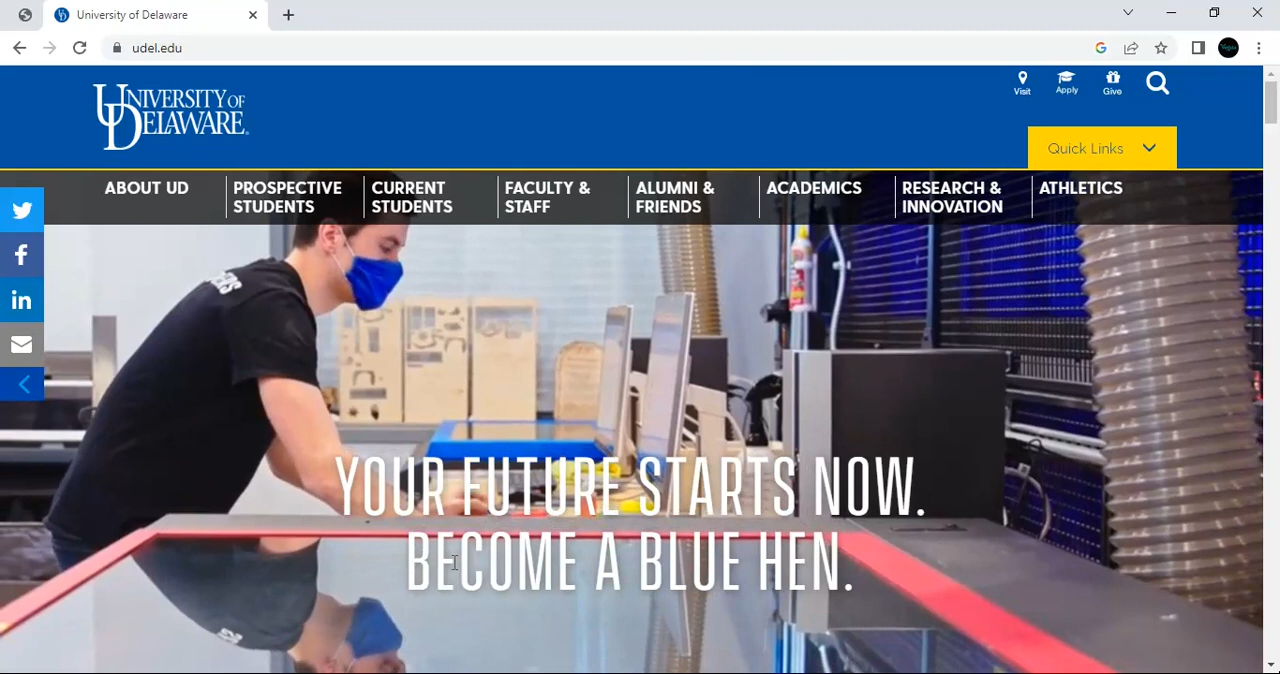 University of Delaware
udel.edu
UNIVERSITY OF
DELAWARE
Visit
Apply
Give
Quick Links
ABOUT UD
PROSPECTIVE
STUDENTS
CURRENT
STUDENTS
FACULTY &
STAFF
ALUMNI &
FRIENDS
ACADEMICS
RESEARCH &
INNOVATION
ATHLETICS
YOUR FUTURE STARTS NOW.
BECOME A BLUE HEN.